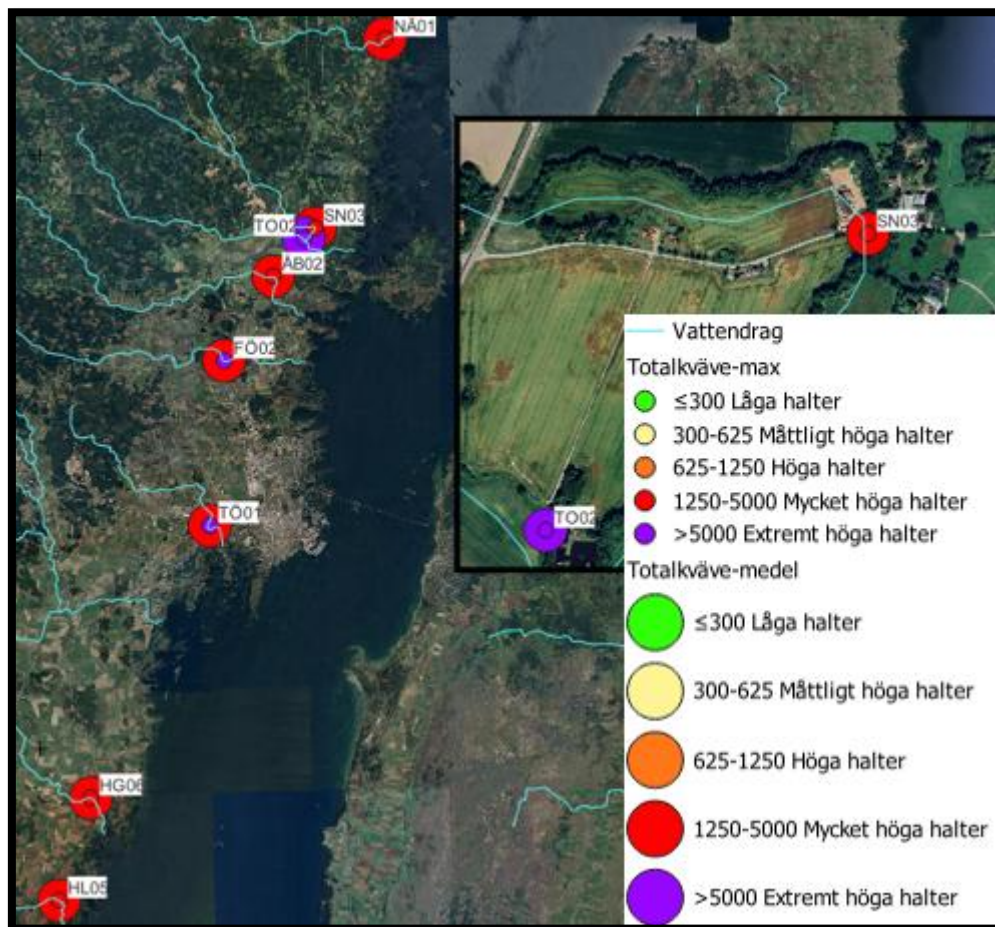 NÅ01
SN03
TO02
ÅB02
FÖ02
TÖ01
HG06
HL05
SN03
TO02
Vattendrag
Totalkväve-max
≤300 Låga halter
300-625 Måttligt höga halter
625-1250 Höga halter
1250-5000 Mycket höga halter
>5000 Extremt höga halter
Totalkväve-medel
≤300 Låga halter
300-625 Måttligt höga halter
625-1250 Höga halter
1250-5000 Mycket höga halter
>5000 Extremt höga halter